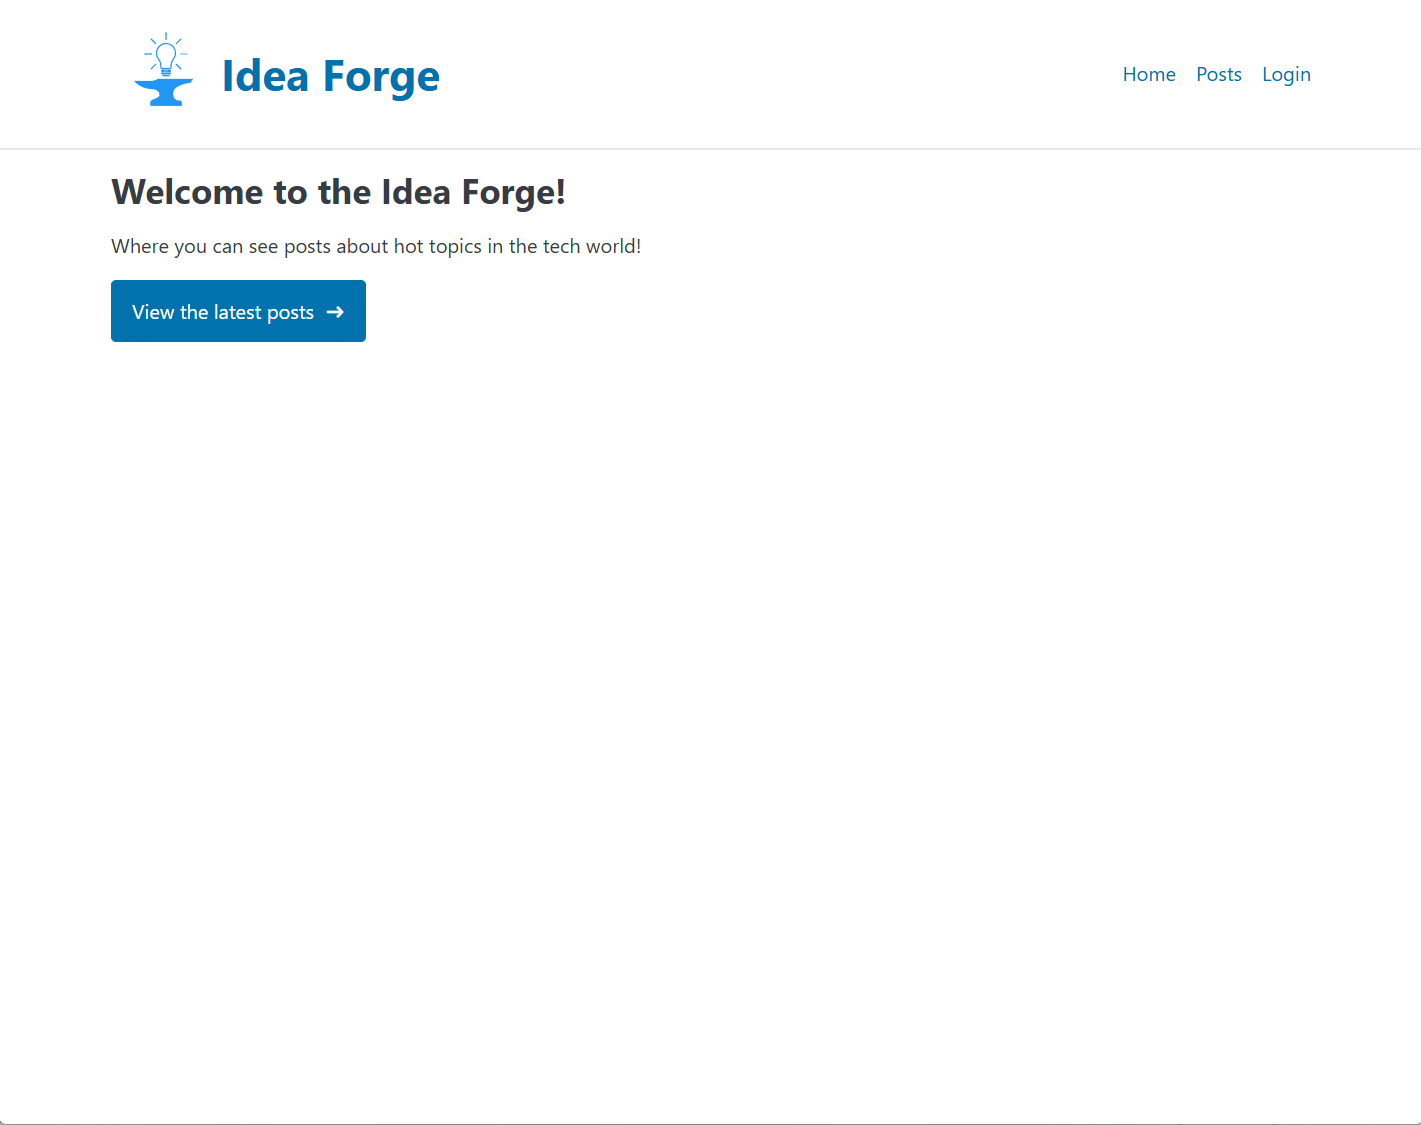 Idea Forge
Home Posts Login
Welcome to the Idea Forge!
Where you can see posts about hot topics in the tech world!
View the latest posts →